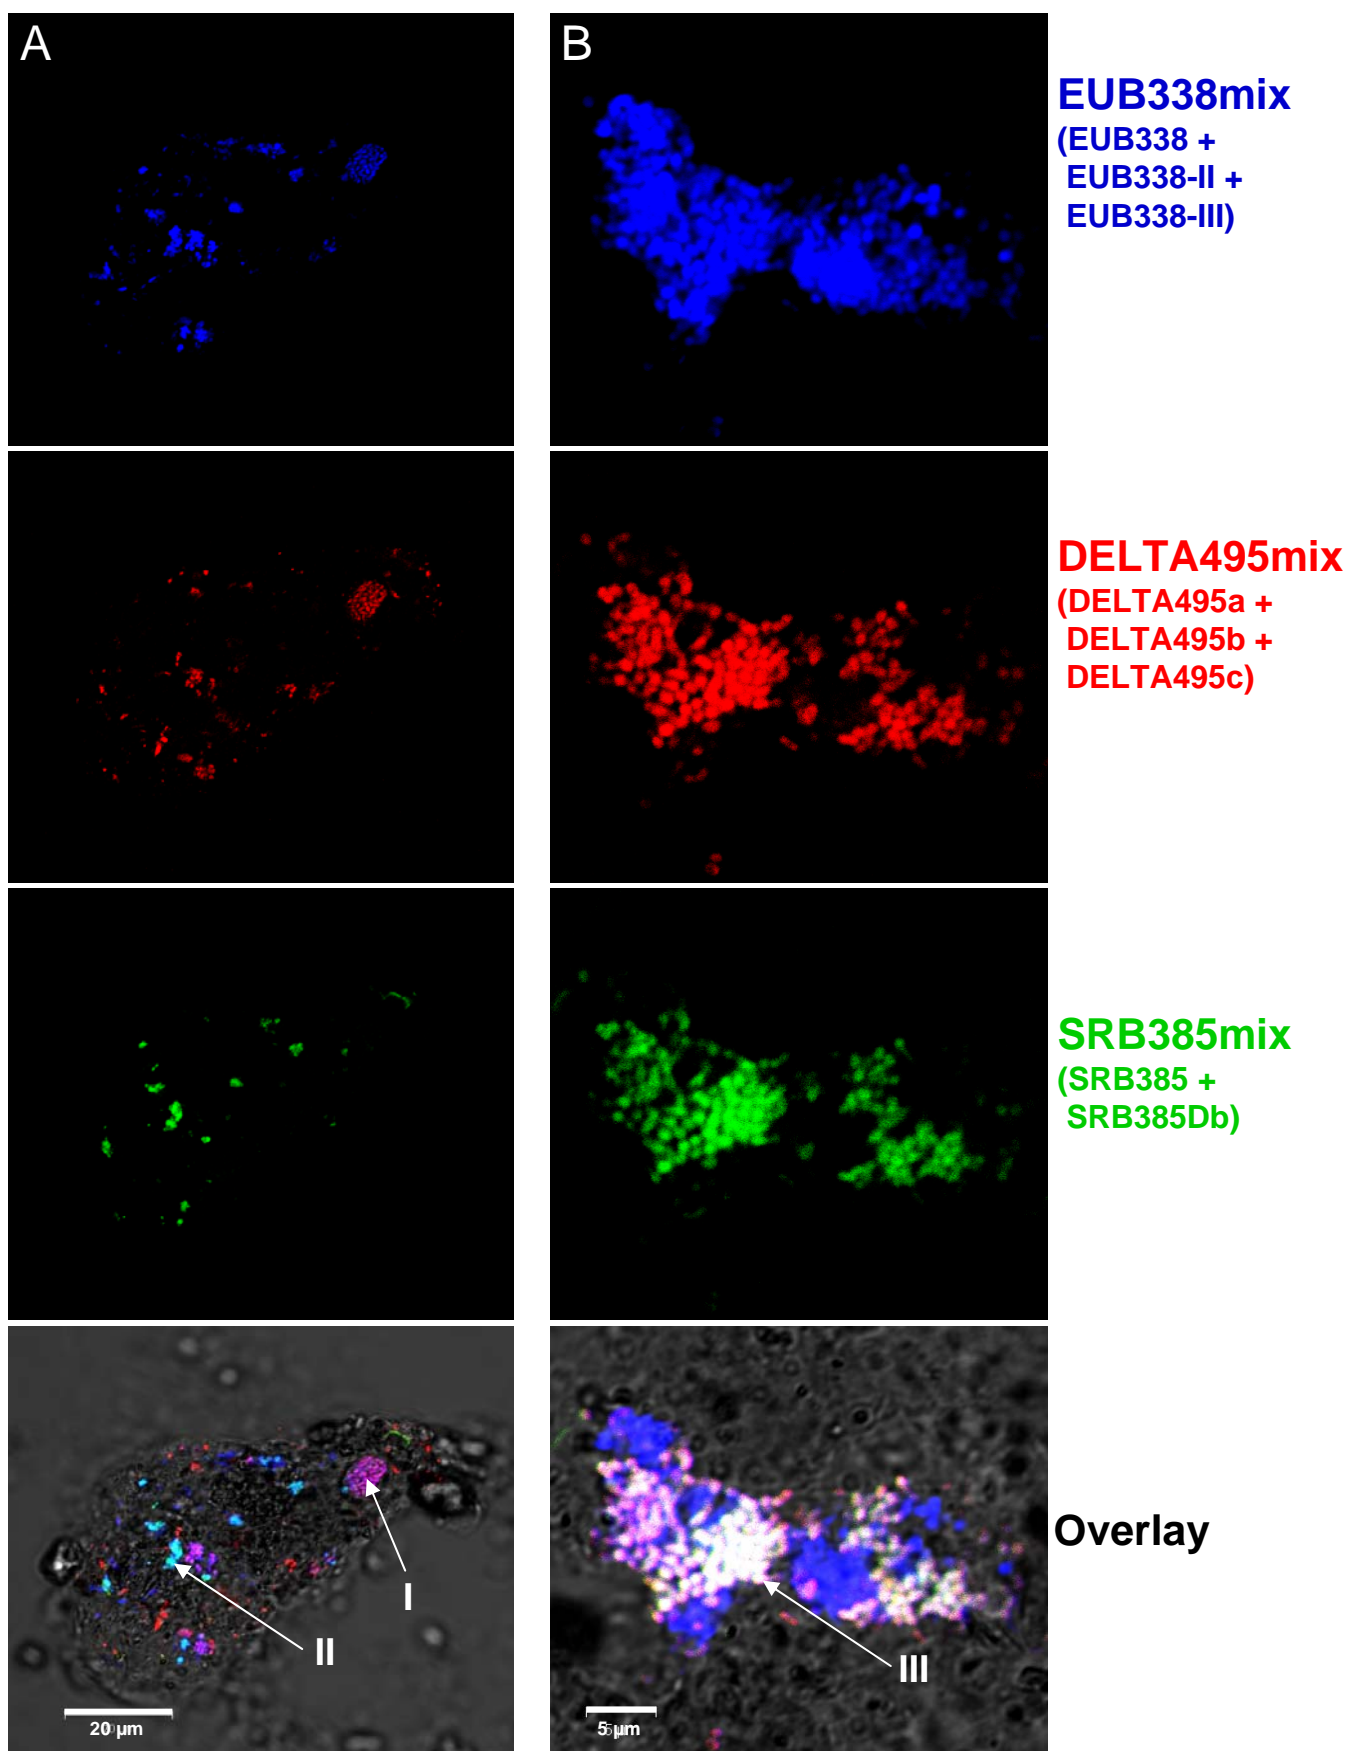 A
B
EUB338mix
(EUB338 +
EUB338-II +
EUB338-III)
DELTA495mix
(DELTA495a +
DELTA495b +
DELTA495c)
SRB385mix
(SRB385 +
SRB385Db)
Overlay
I
II
III
20 µm
5 µm